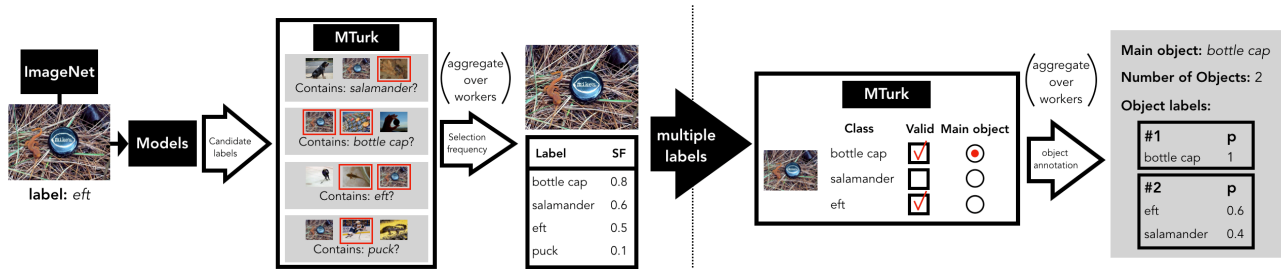 ImageNet
label: eft
Models
Candidate
labels
MTurk
Contains: salamander?
Contains: bottle cap?
Contains: eft?
Contains: puck?
(aggregate
over
workers)
Selection
frequency
Label SF
bottle cap 0.8
salamander 0.6
eft 0.5
puck 0.1
multiple
labels
MTurk
Class Valid Main object
bottle cap
salamander
eft
(aggregate
over
workers)
object
annotation
Main object: bottle cap
Number of Objects: 2
Object labels:
#1 p
bottle cap 1
#2 p
eft 0.6
salamander 0.4